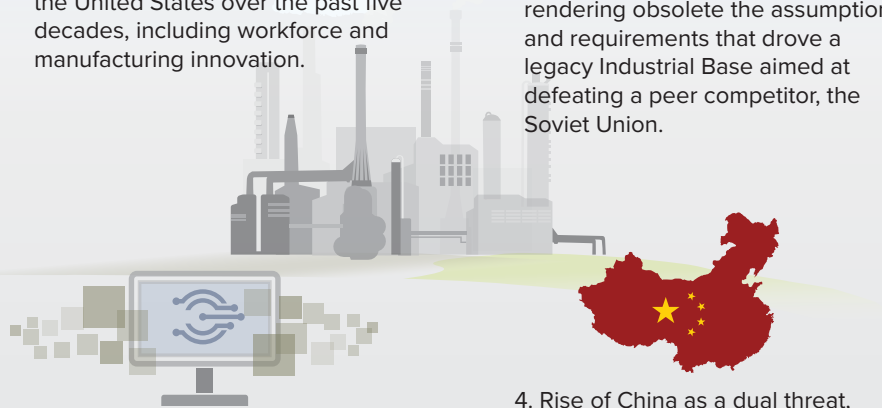 the United States over the past five
decades, including workforce and
manufacturing innovation.
rendering obsolete the assumption
and requirements that drove a
legacy Industrial Base aimed at
defeating a peer competitor, the
Soviet Union.
4. Rise of China as a dual threat.